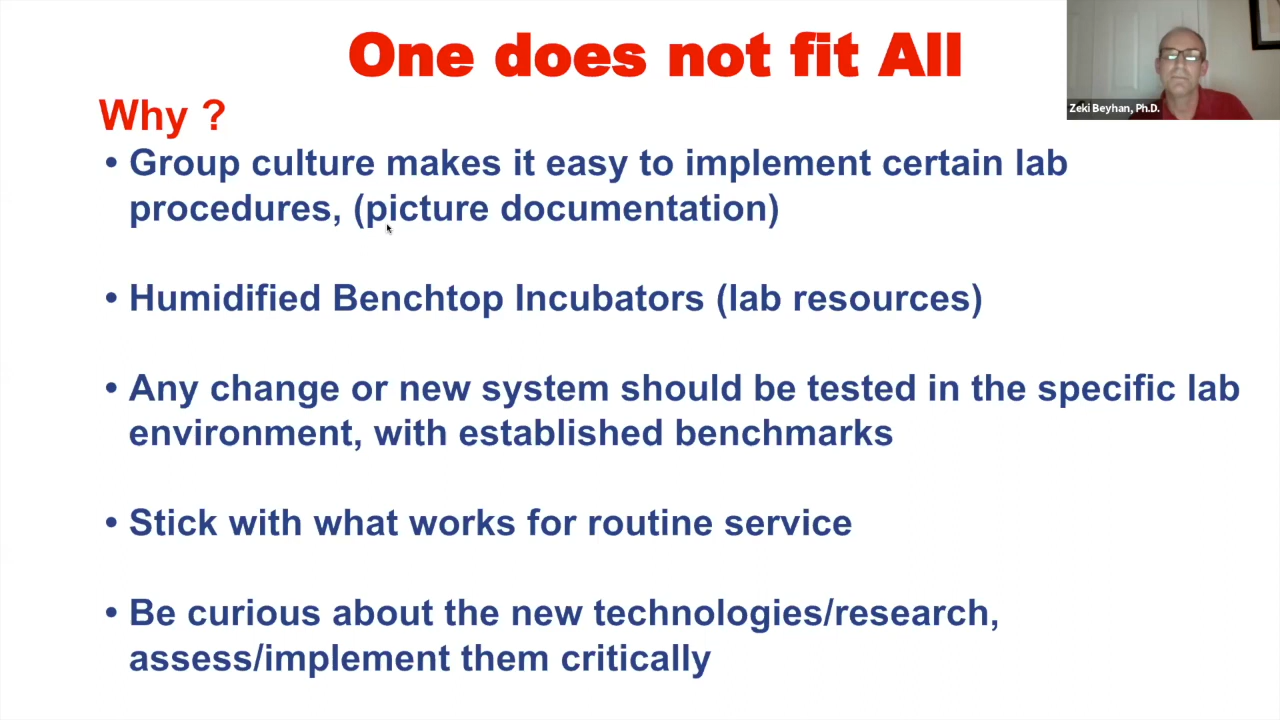 One does not fit All
Zeki Beyhan, Ph.D.
Why ?
• Group culture makes it easy to implement certain lab
procedures, (picture documentation)
• Humidified Benchtop Incubators (lab resources)
• Any change or new system should be tested in the specific lab
environment, with established benchmarks
• Stick with what works for routine service
• Be curious about the new technologies/research,
assess/implement them critically